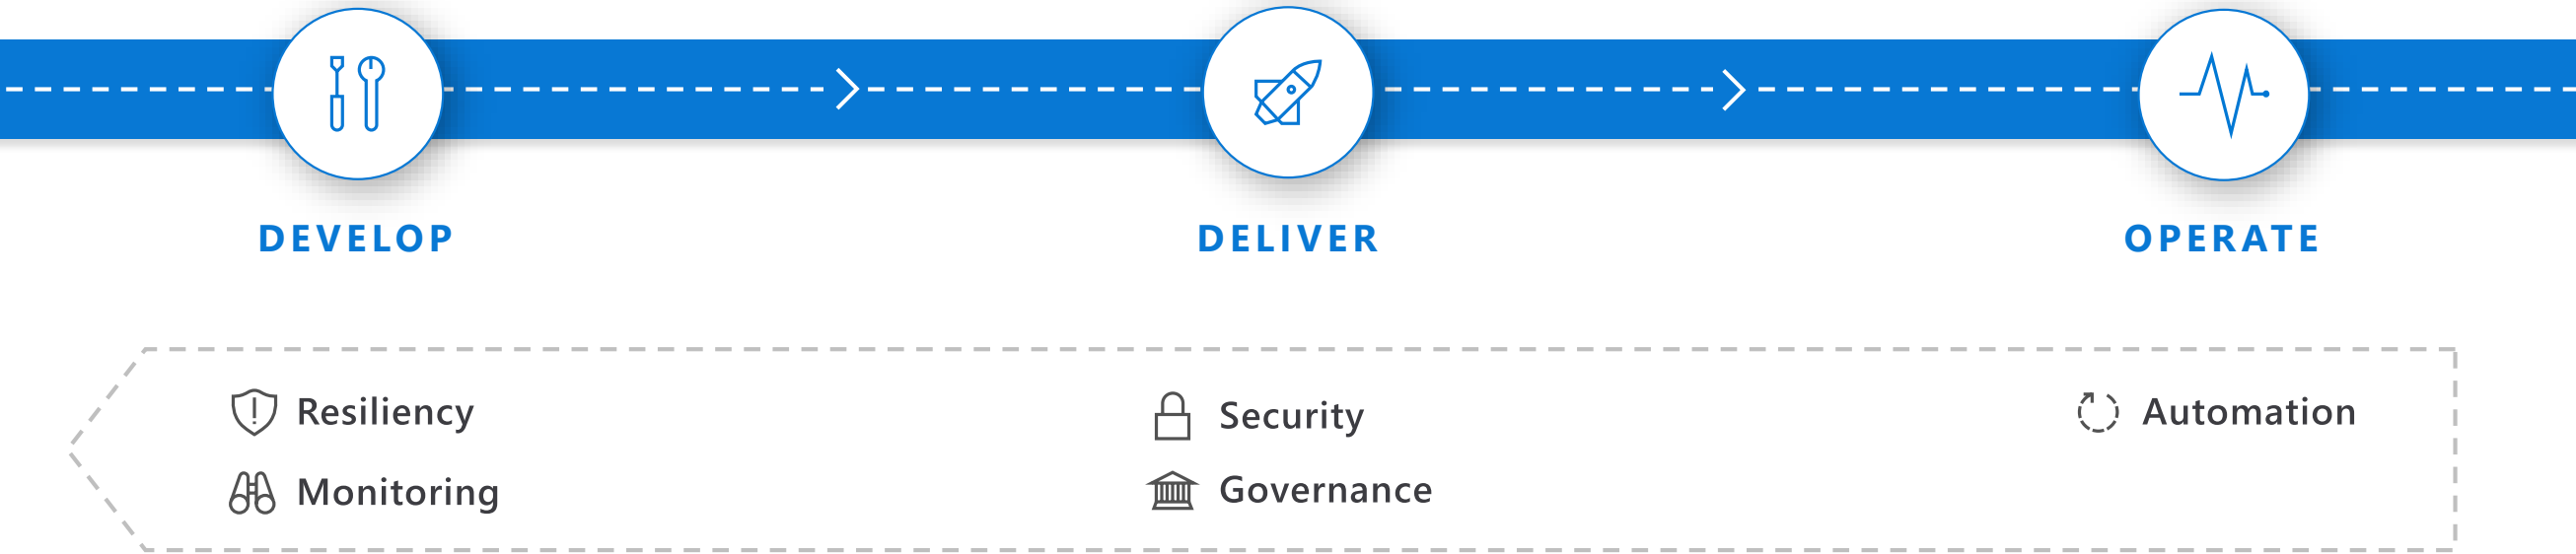 DEVELOP
DELIVER
OPERATE
Resiliency
Security
Automation
Monitoring
Governance